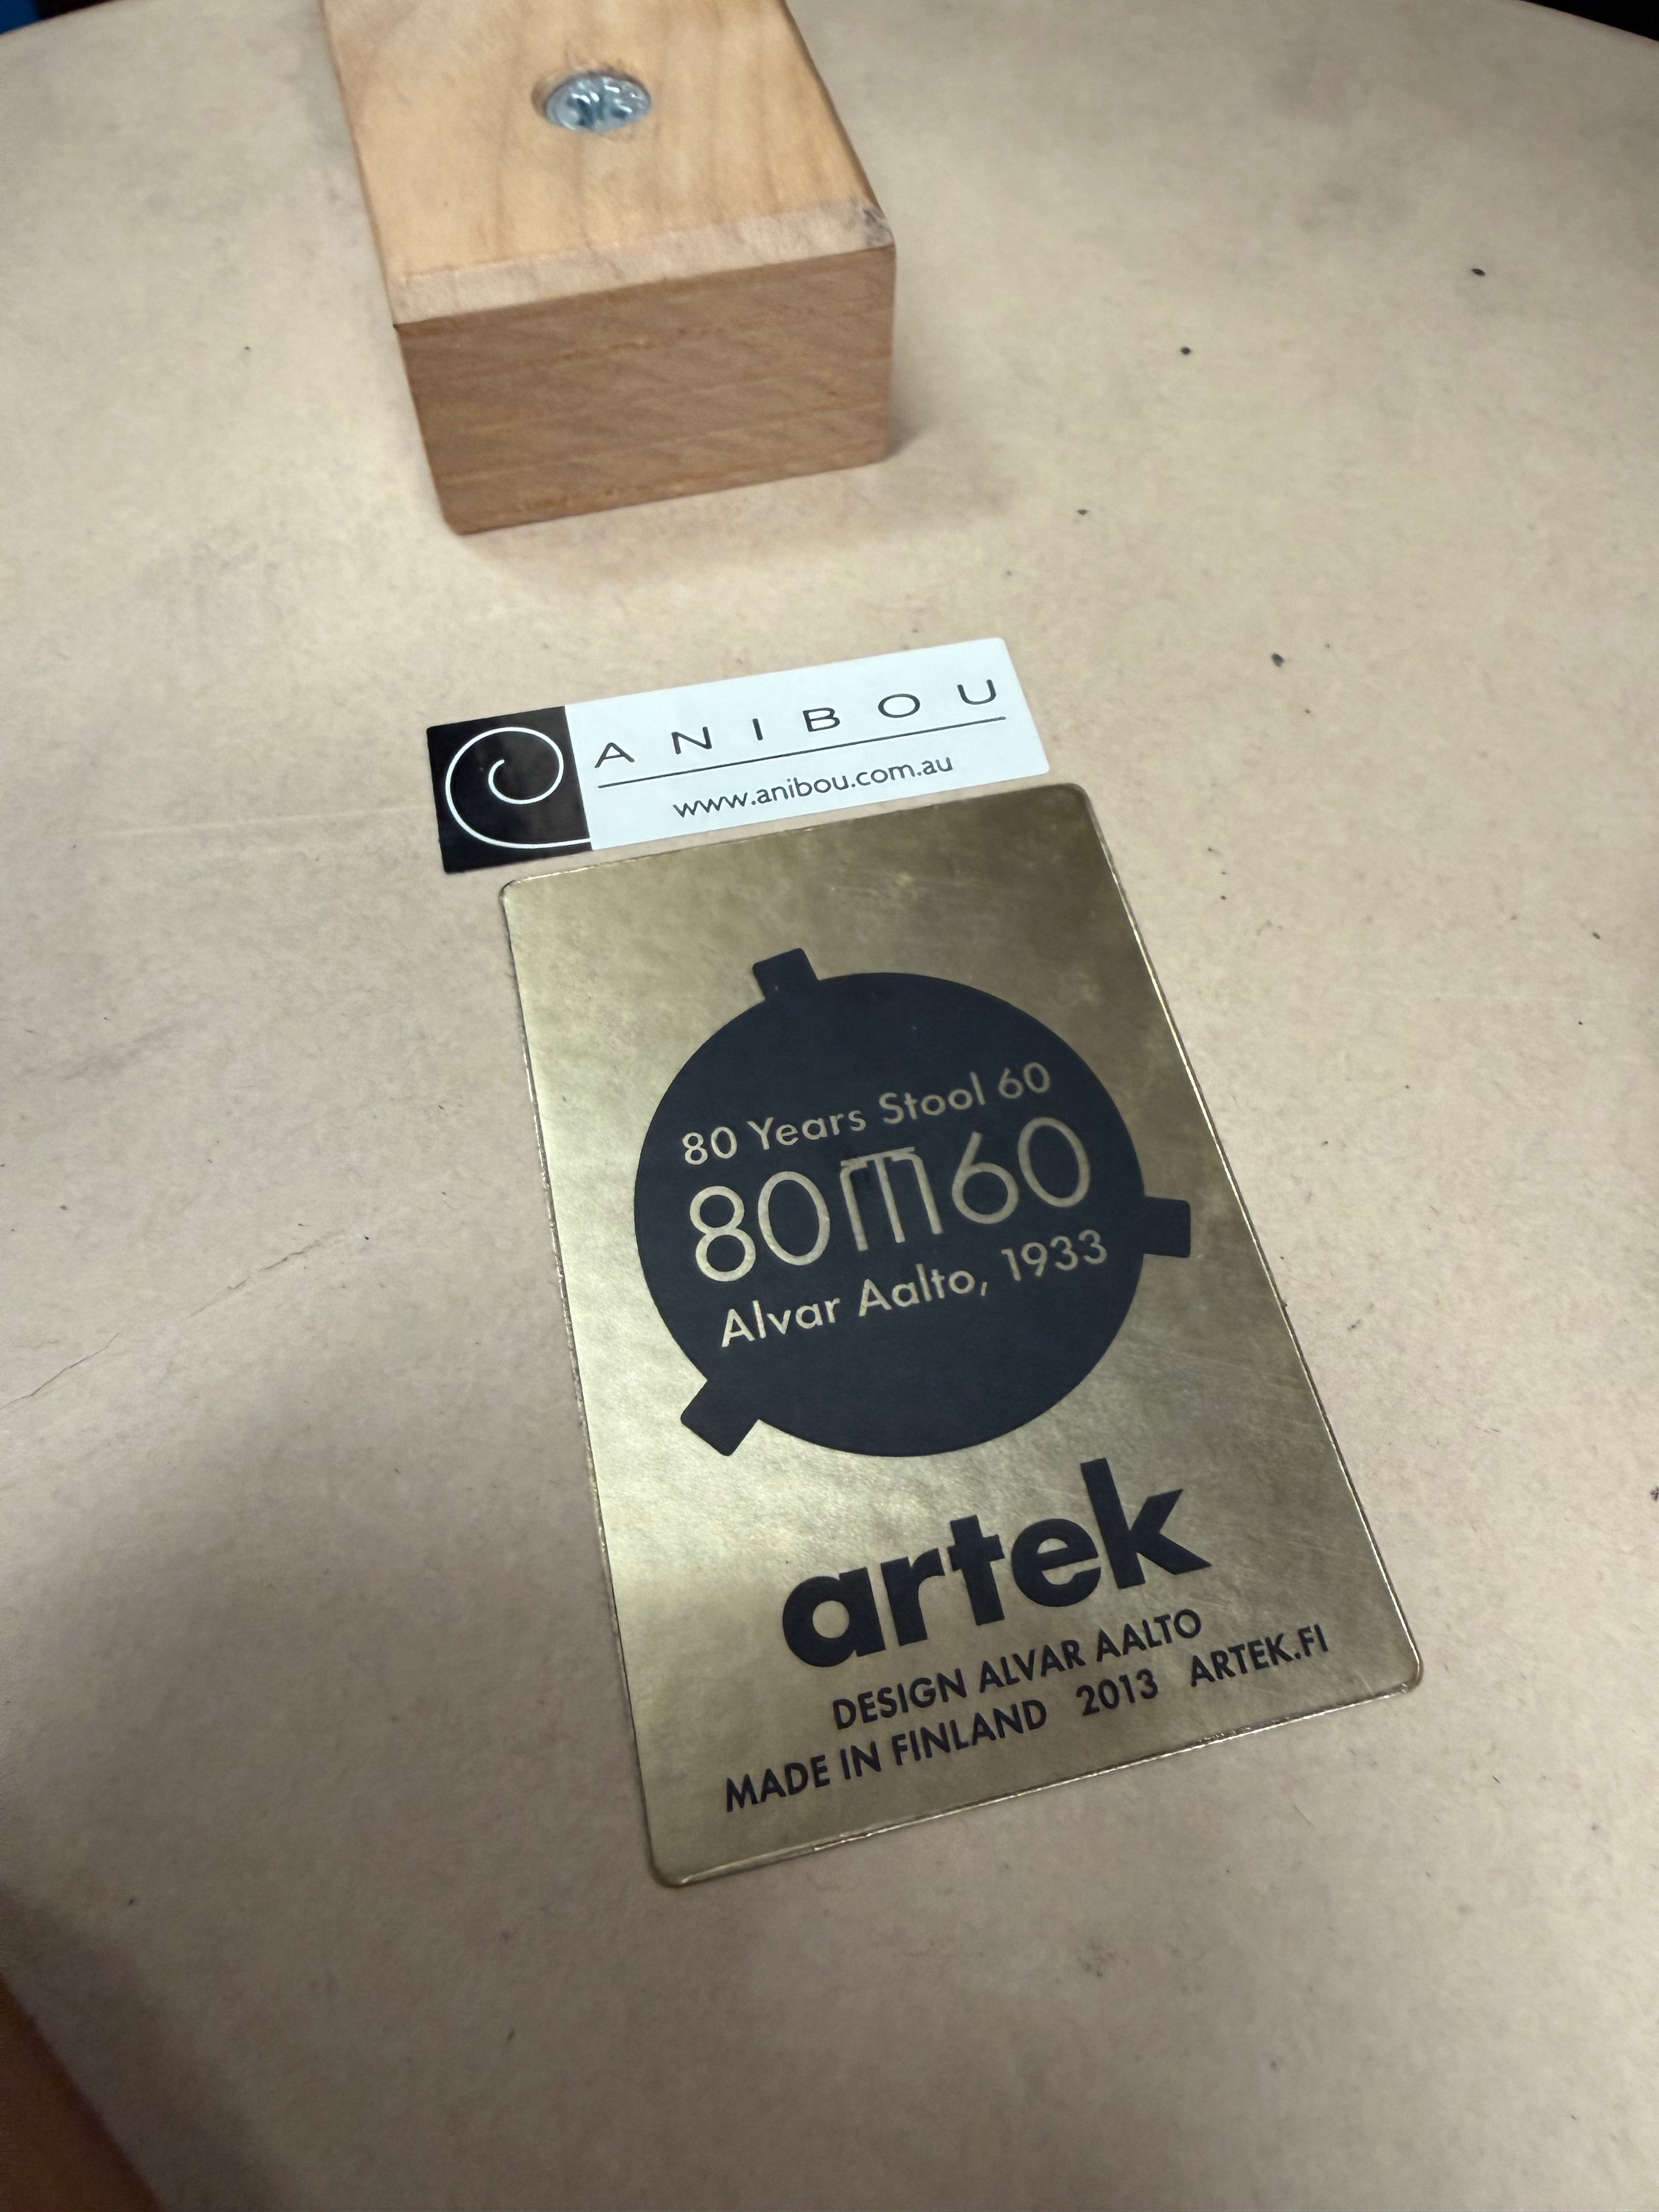 ANIBOU
www.anibou.com.au
80 Years Stool 60
80 60
Alvar Aalto, 1933
artek
DESIGN ALVAR AALTO
MADE IN FINLAND 2013 ARTEK.FI